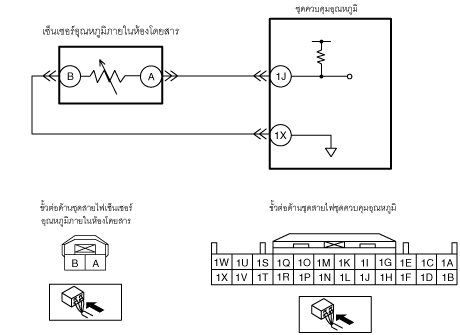 ชุดควบคุมอุณหภูมิ
เซ็นเซอร์อุณหภูมิภายในห้องโดยสาร
B
A
1J
1X
ขั้วต่อด้านชุดสายไฟเซ็นเซอร์
อุณหภูมิภายในห้องโดยสาร
B A
ขั้วต่อด้านชุดสายไฟชุดควบคุมอุณหภูมิ
1W 1U 1S 1Q 1O 1M 1K 1I 1G 1E 1C 1A
1X 1V 1T 1R 1P 1N 1L 1J 1H 1F 1D 1B